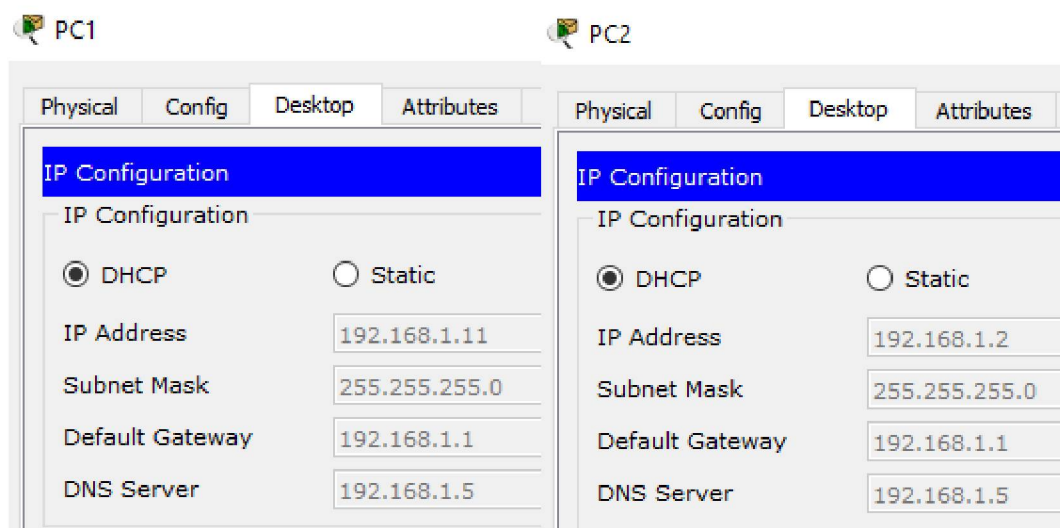 PC1
Physical Config Desktop Attributes
IP Configuration
IP Configuration
DHCP Static
IP Address 192.168.1.11
Subnet Mask 255.255.255.0
Default Gateway 192.168.1.1
DNS Server 192.168.1.5
PC2
Physical Config Desktop Attributes
IP Configuration
IP Configuration
DHCP Static
IP Address 192.168.1.2
Subnet Mask 255.255.255.0
Default Gateway 192.168.1.1
DNS Server 192.168.1.5